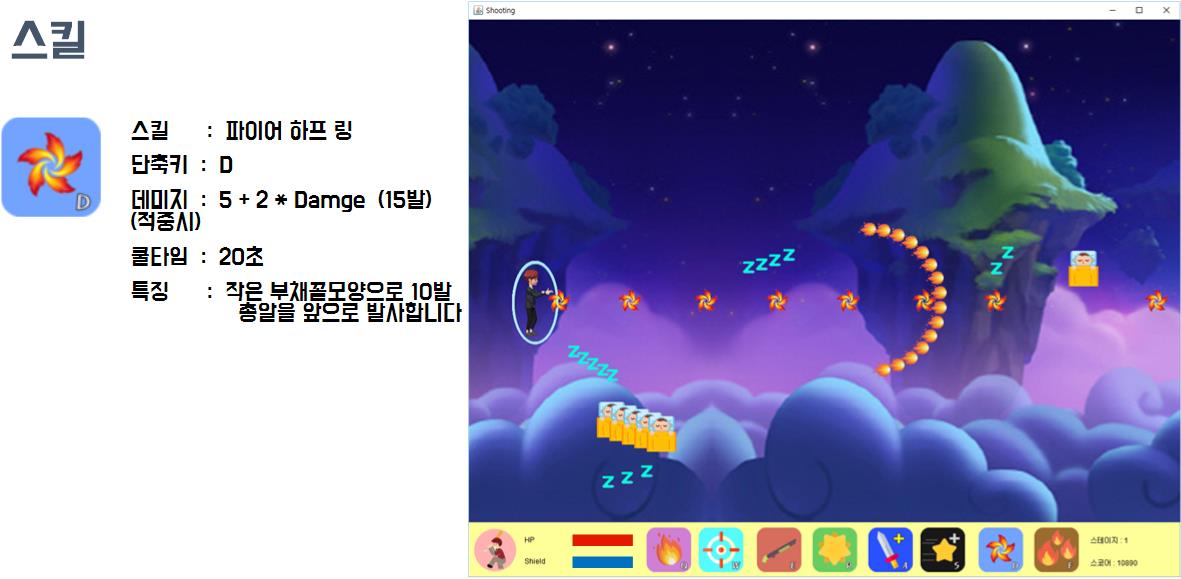 스킬
D
스킬 : 파이어 하프 링
단축키 : D
데미지 : 5 + 2 * Damge (15발)
(적중시)
쿨타임 : 20초
특징 : 작은 부채꼴모양으로 10발
총알을 앞으로 발사합니다
Shooting
z z z z
z z
z z z z z
z z z
HP
Shield
Q
W
E
R
A
S
D
F
스테이지 : 1
스코어 : 10890